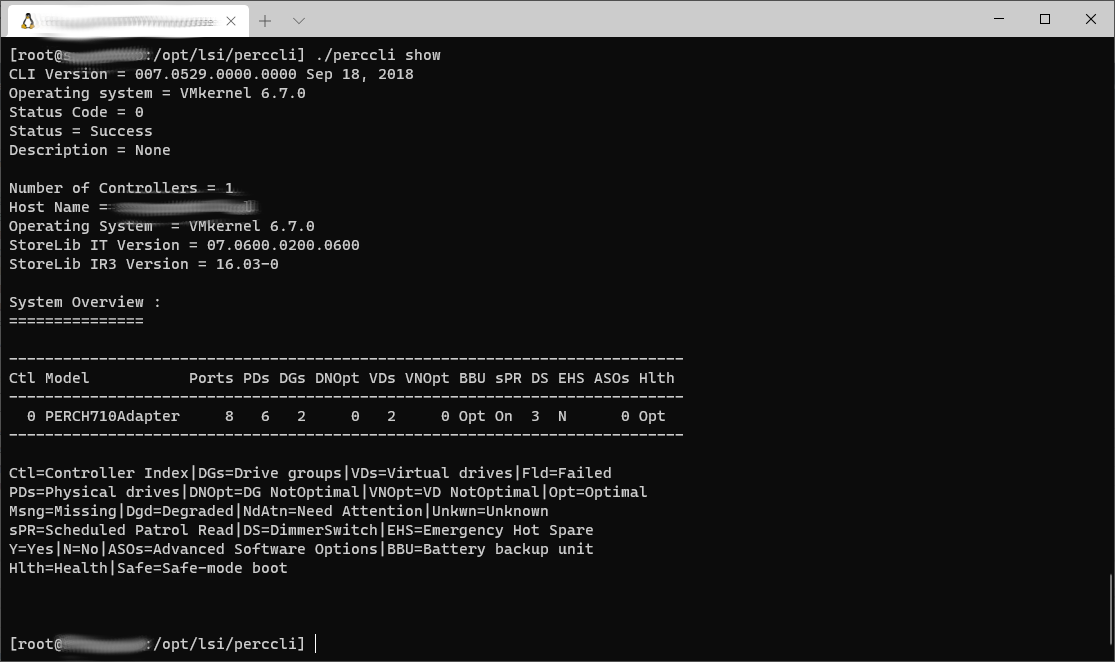 [root@          :/opt/lsi/perccli] ./perccli show
CLI Version = 007.0529.0000.0000 Sep 18, 2018
Operating system = VMkernel 6.7.0
Status Code = 0
Status = Success
Description = None
Number of Controllers = 1
Host Name =
Operating System  = VMkernel 6.7.0
StoreLib IT Version = 07.0600.0200.0600
StoreLib IR3 Version = 16.03-0
System Overview :
===============
---------------------------------------------------------------------------
Ctl Model           Ports PDs DGs DNOpt VDs VNOpt BBU sPR DS EHS ASOs Hlth
---------------------------------------------------------------------------
  0 PERCH710Adapter     8   6   2     0   2     0 Opt On  3  N      0 Opt
---------------------------------------------------------------------------
Ctl=Controller Index|DGs=Drive groups|VDs=Virtual drives|Fld=Failed
PDs=Physical drives|DNOpt=DG NotOptimal|VNOpt=VD NotOptimal|Opt=Optimal
Msng=Missing|Dgd=Degraded|NdAtn=Need Attention|Unkwn=Unknown
sPR=Scheduled Patrol Read|DS=DimmerSwitch|EHS=Emergency Hot Spare
Y=Yes|N=No|ASOs=Advanced Software Options|BBU=Battery backup unit
Hlth=Health|Safe=Safe-mode boot
[root@          :/opt/lsi/perccli]